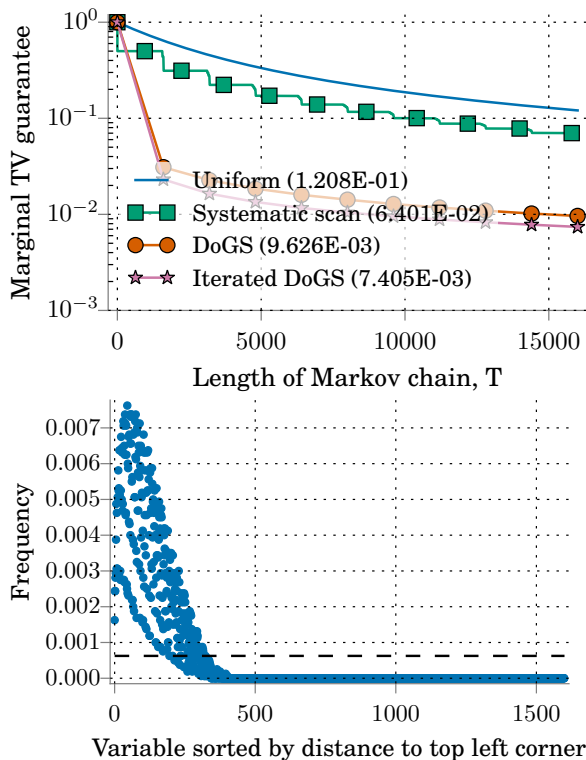 Marginal TV guarantee
10^0
10^-1
10^-2
10^-3
Uniform (1.208E-01)
Systematic scan (6.401E-02)
DoGS (9.626E-03)
Iterated DoGS (7.405E-03)
0 5000 10000 15000
Length of Markov chain, T
Frequency
0.007
0.006
0.005
0.004
0.003
0.002
0.001
0.000
0 500 1000 1500
Variable sorted by distance to top left corner